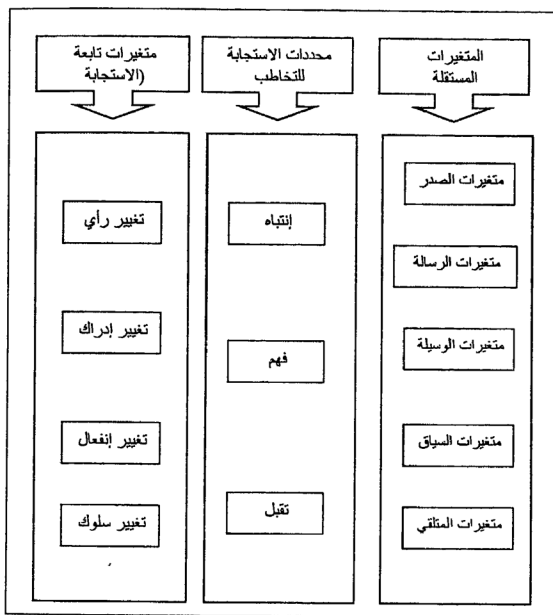 المتغيرات
المستقلة
متغيرات الصدر
متغيرات الرسالة
متغيرات الوسيلة
متغيرات السياق
متغيرات المتلقي
محددات الاستجابة
للتخاطب
إنتباه
فهم
تقبل
متغيرات تابعة
(الاستجابة
تغيير رأي
تغيير إدراك
تغيير إنفعال
تغيير سلوك